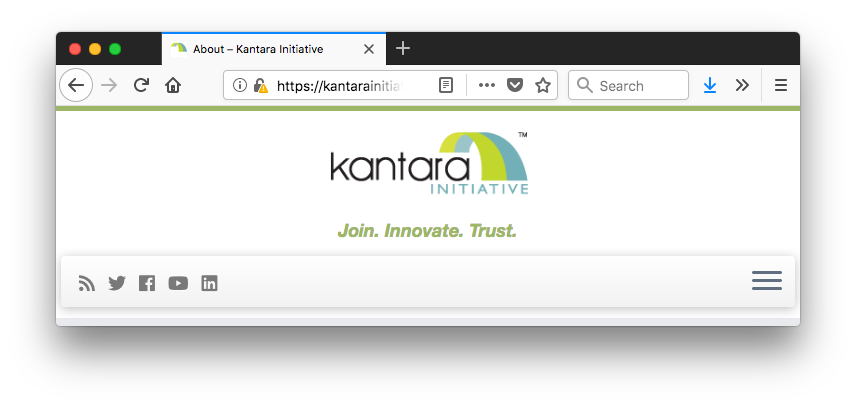 About – Kantara Initiative
https://kantarainitia
Search
kantara
™
INITIATIVE
Join. Innovate. Trust.